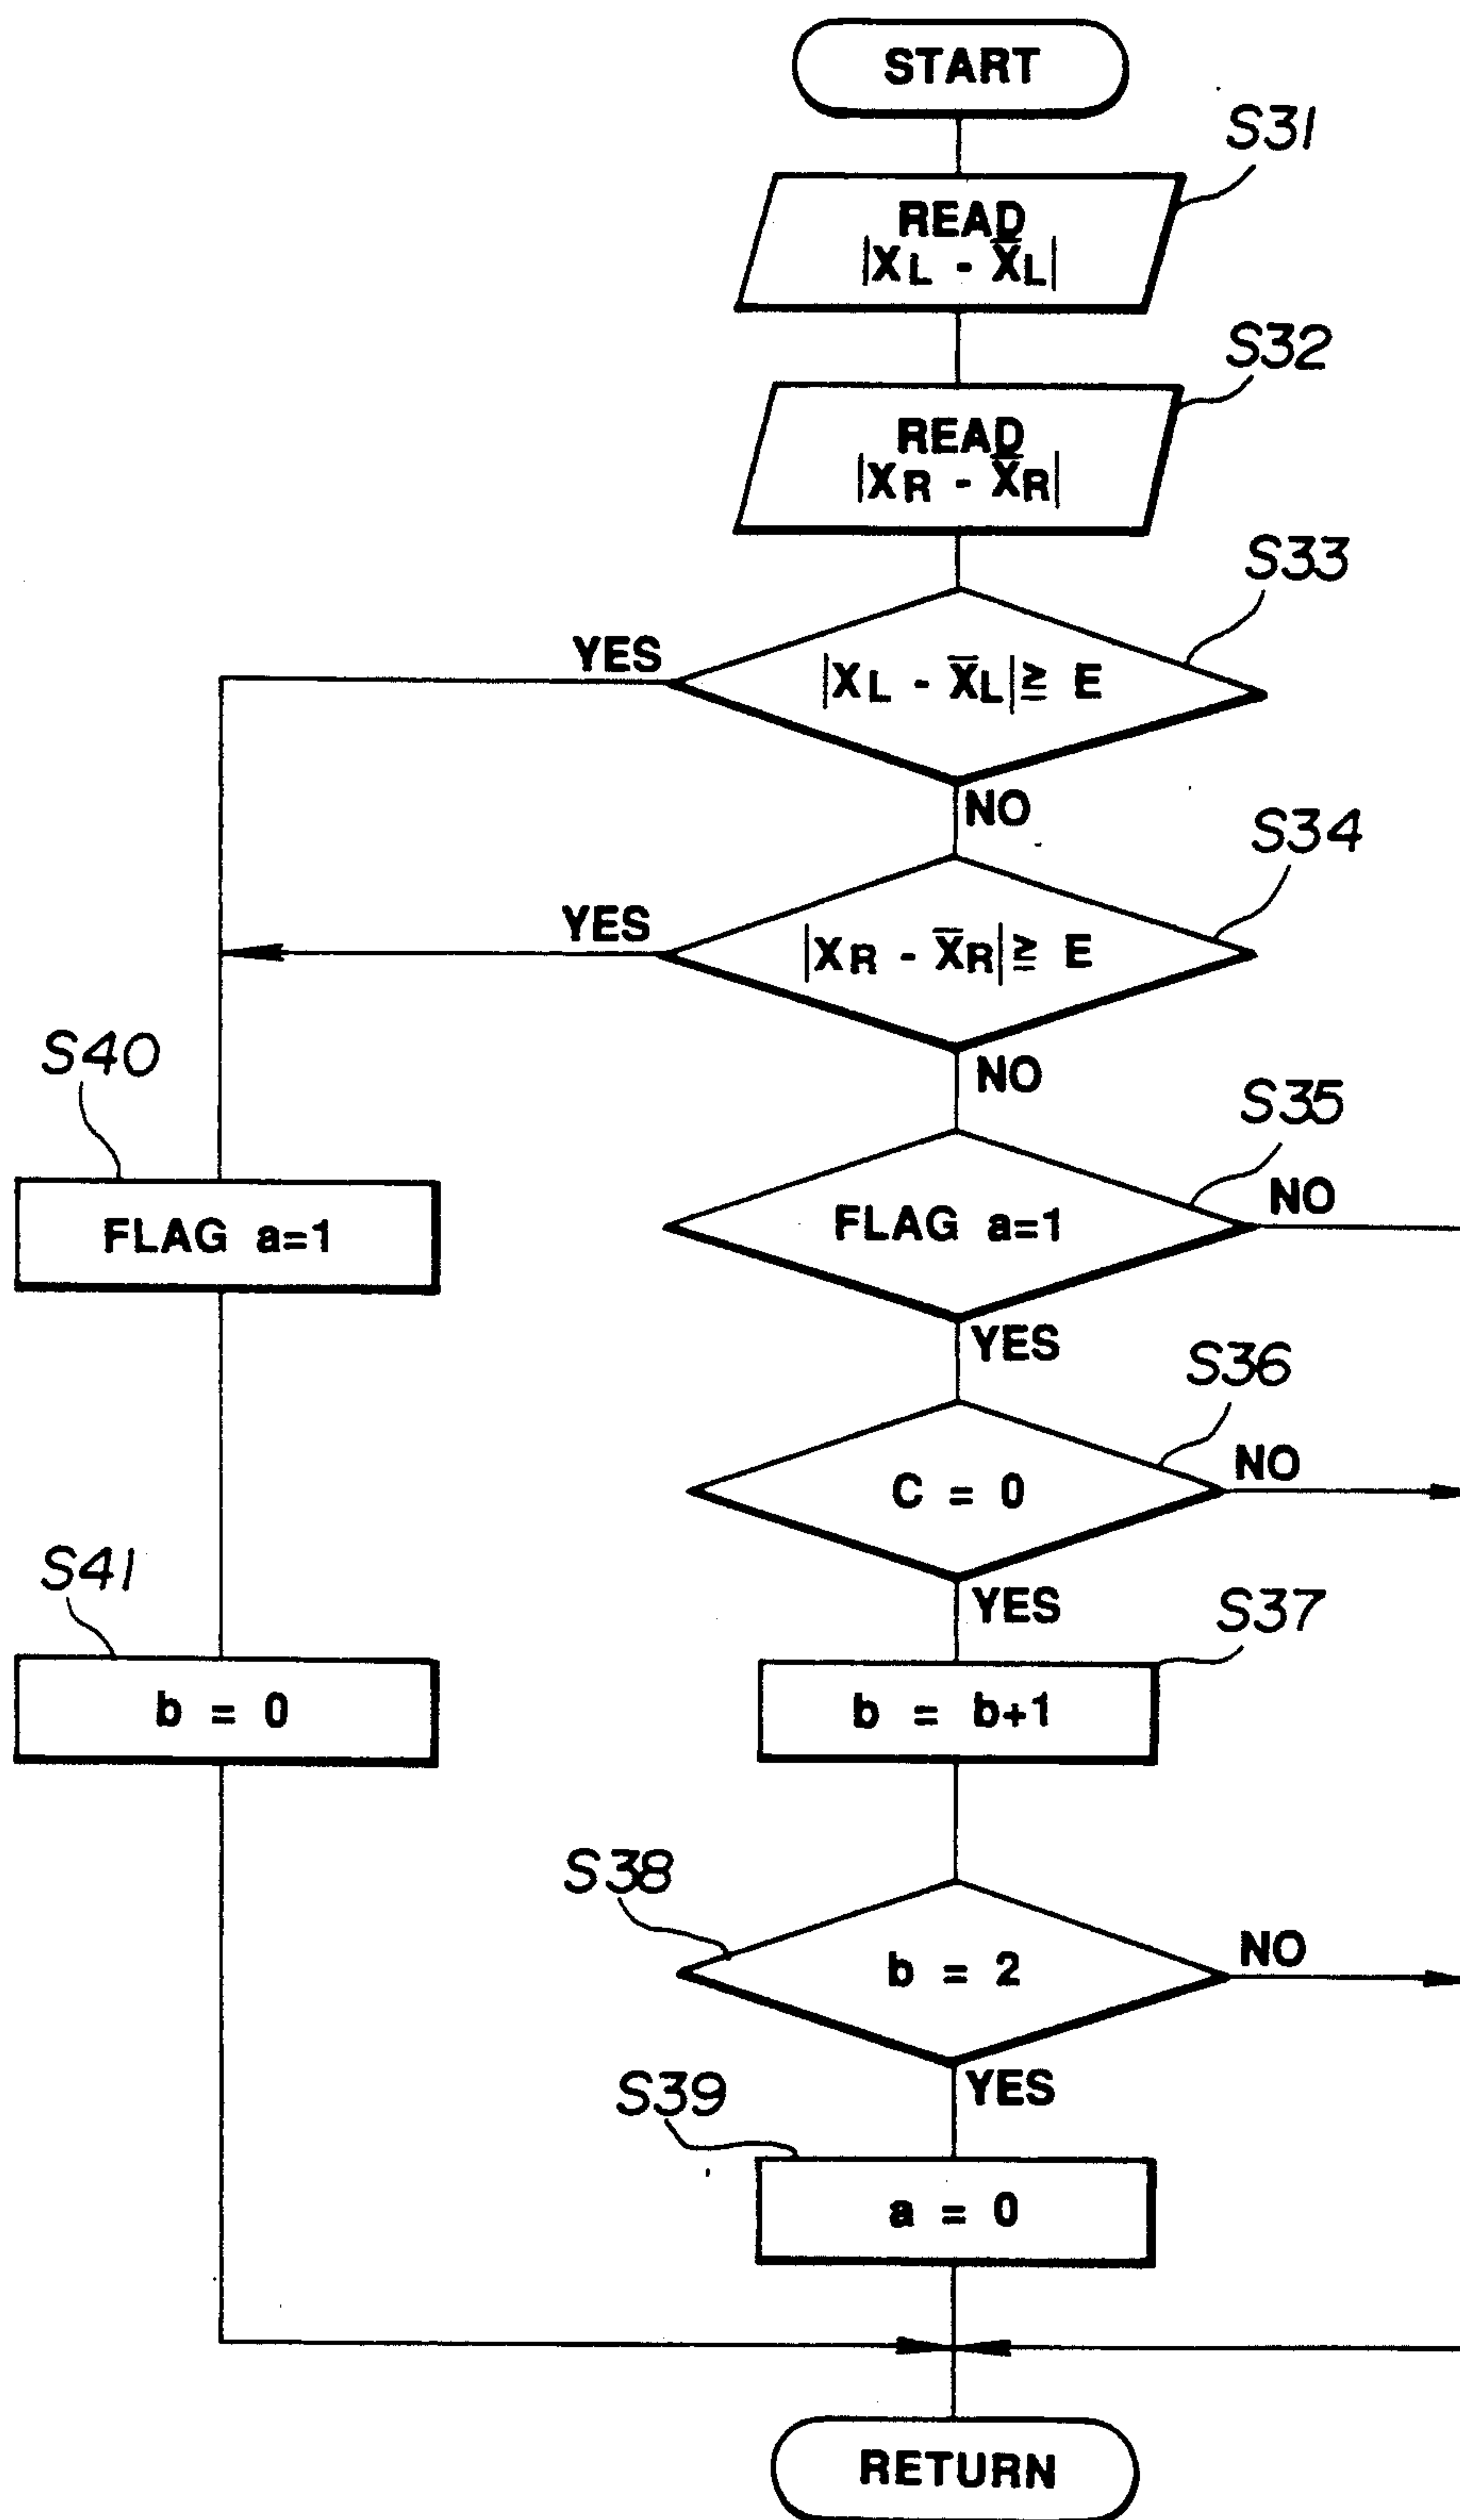 START
S31
READ
|XL - X̅L|
S32
READ
|XR - X̅R|
S33
YES
|XL - X̅L| ≧ E
NO
S34
YES
|XR - X̅R| ≧ E
NO
S40
S35
FLAG a=1
FLAG a=1
NO
YES
S36
C = 0
NO
S41
YES
S37
b = 0
b = b+1
S38
b = 2
NO
YES
S39
a = 0
RETURN